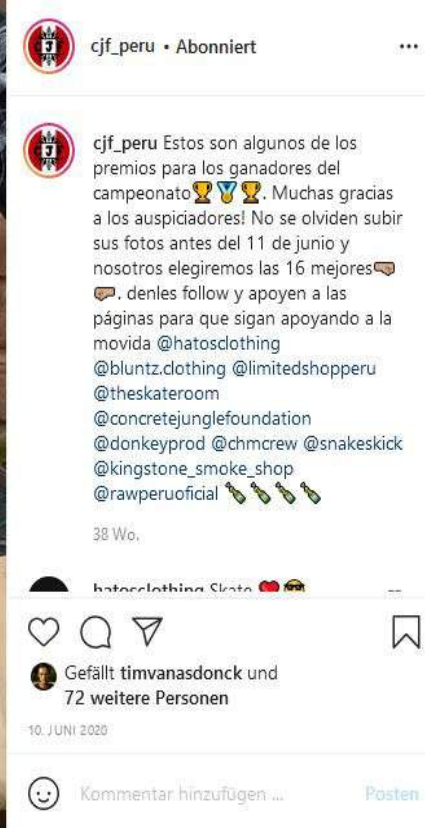 cjf_peru • Abonniert
cjf_peru Estos son algunos de los
premios para los ganadores del
campeonato🏆🏅🏆. Muchas gracias
a los auspiciadores! No se olviden subir
sus fotos antes del 11 de junio y
nosotros elegiremos las 16 mejores🤜🏼
🤛🏼. denles follow y apoyen a las
páginas para que sigan apoyando a la
movida @hatosclothing
@bluntz.clothing @limitedshopperu
@theskateroom
@concretejunglefoundation
@donkeyprod @chmcrew @snakeskick
@kingstone_smoke_shop
@rawperuoficial 🍾🍾🍾🍾
38 Wo.
hatosclothing Skate ❤️😎
Gefällt timvanasdonck und
72 weitere Personen
10. JUNI 2020
Kommentar hinzufügen ... Posten